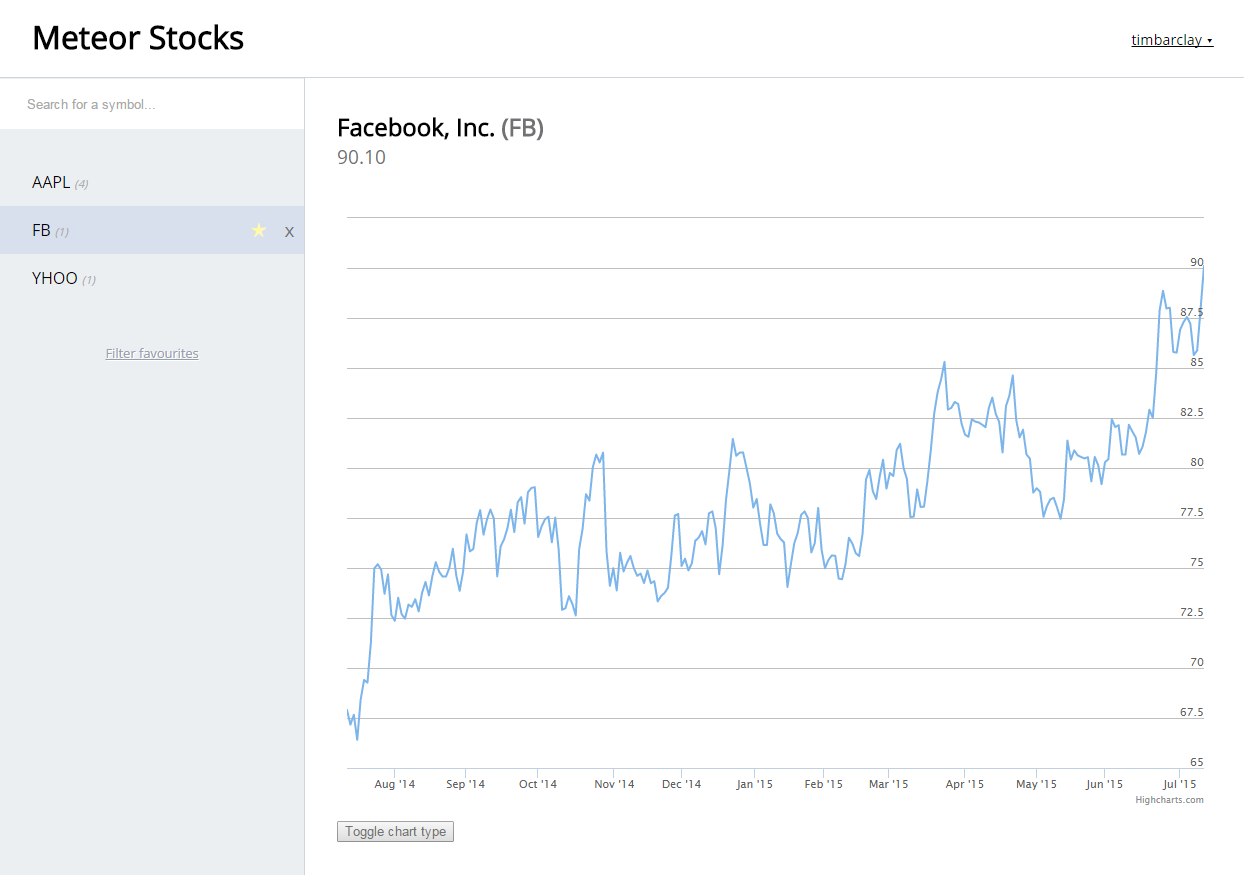 Meteor Stocks
timbarclay ▾
Search for a symbol...
AAPL (4)
FB (1) ★ x
YHOO (1)
Filter favourites
Facebook, Inc. (FB)
90.10
90
87.5
85
82.5
80
77.5
75
72.5
70
67.5
65
Aug '14 Sep '14 Oct '14 Nov '14 Dec '14 Jan '15 Feb '15 Mar '15 Apr '15 May '15 Jun '15 Jul '15
Highcharts.com
Toggle chart type